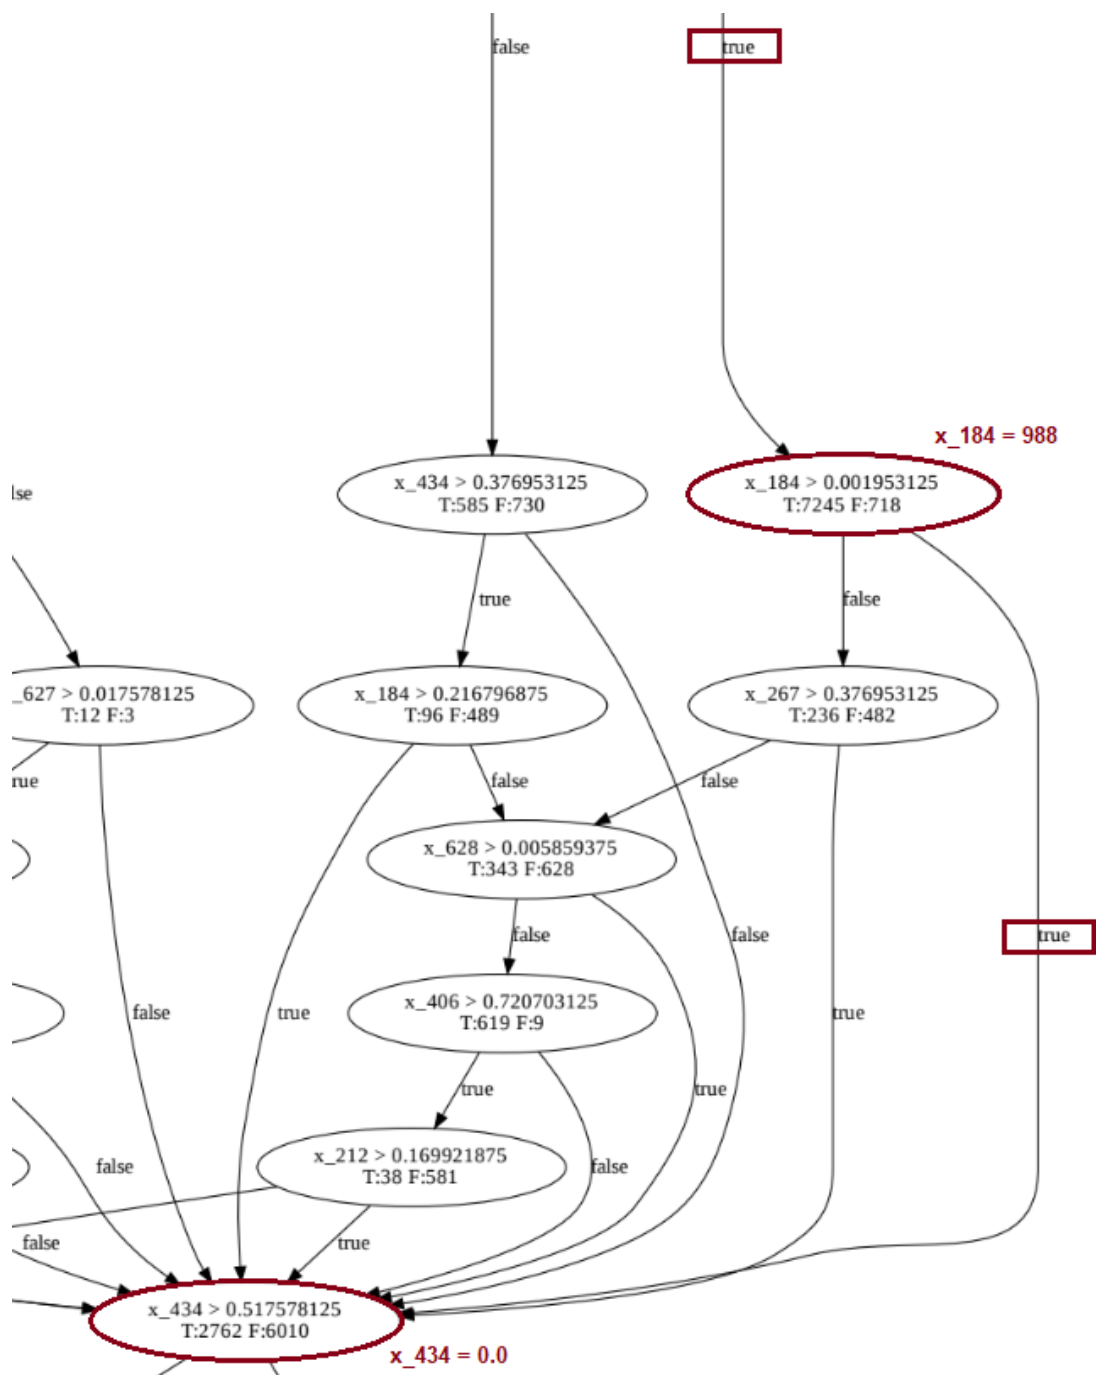 false
true
x_184 = 988
x_434 > 0.376953125
T:585 F:730
x_184 > 0.001953125
T:7245 F:718
lse
true
false
_627 > 0.017578125
T:12 F:3
x_184 > 0.216796875
T:96 F:489
x_267 > 0.376953125
T:236 F:482
rue
false
false
x_628 > 0.005859375
T:343 F:628
false
false
true
x_406 > 0.720703125
T:619 F:9
false
true
true
true
true
x_212 > 0.169921875
T:38 F:581
false
false
false
true
x_434 > 0.517578125
T:2762 F:6010
x_434 = 0.0